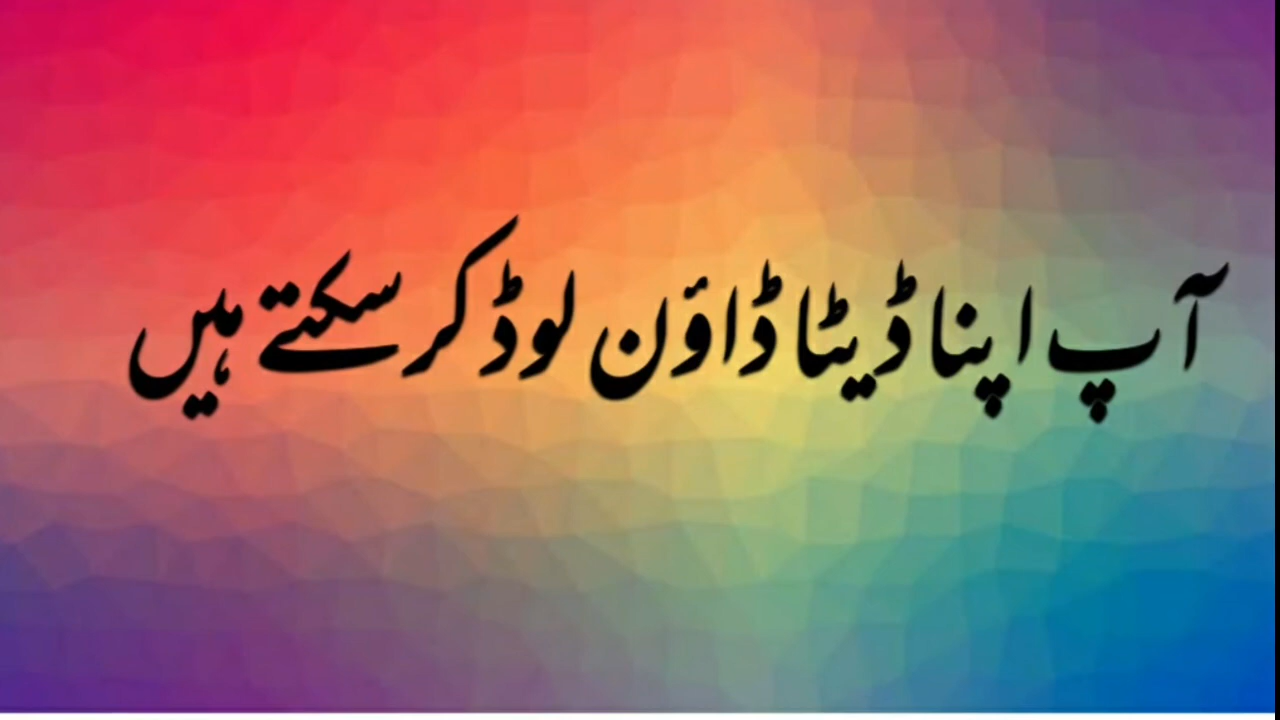 آپ اپنا ڈیٹا ڈاؤن لوڈ کر سکتے ہیں